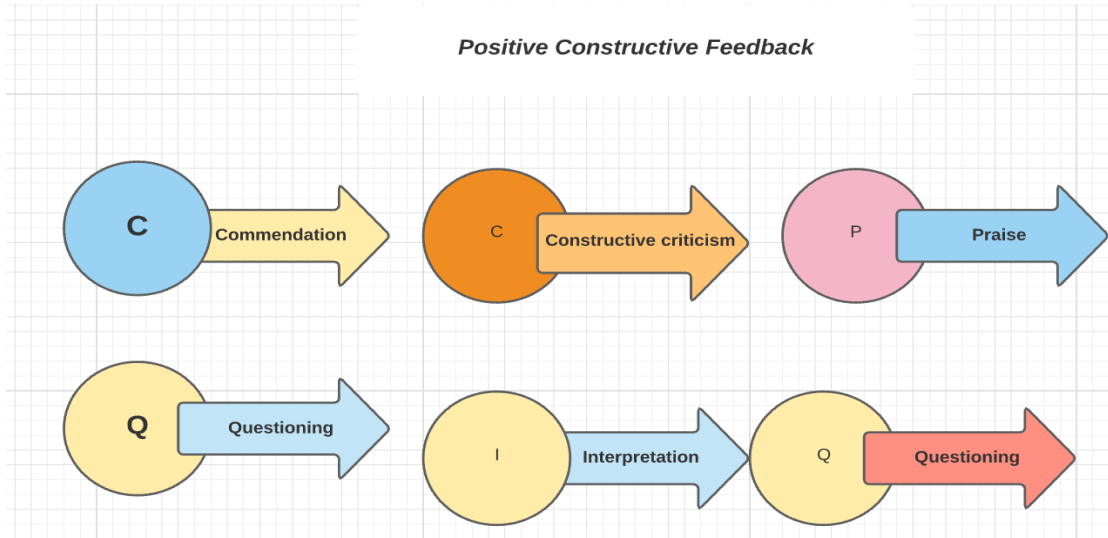 Positive Constructive Feedback
C
Commendation
C
Constructive criticism
P
Praise
Q
Questioning
I
Interpretation
Q
Questioning